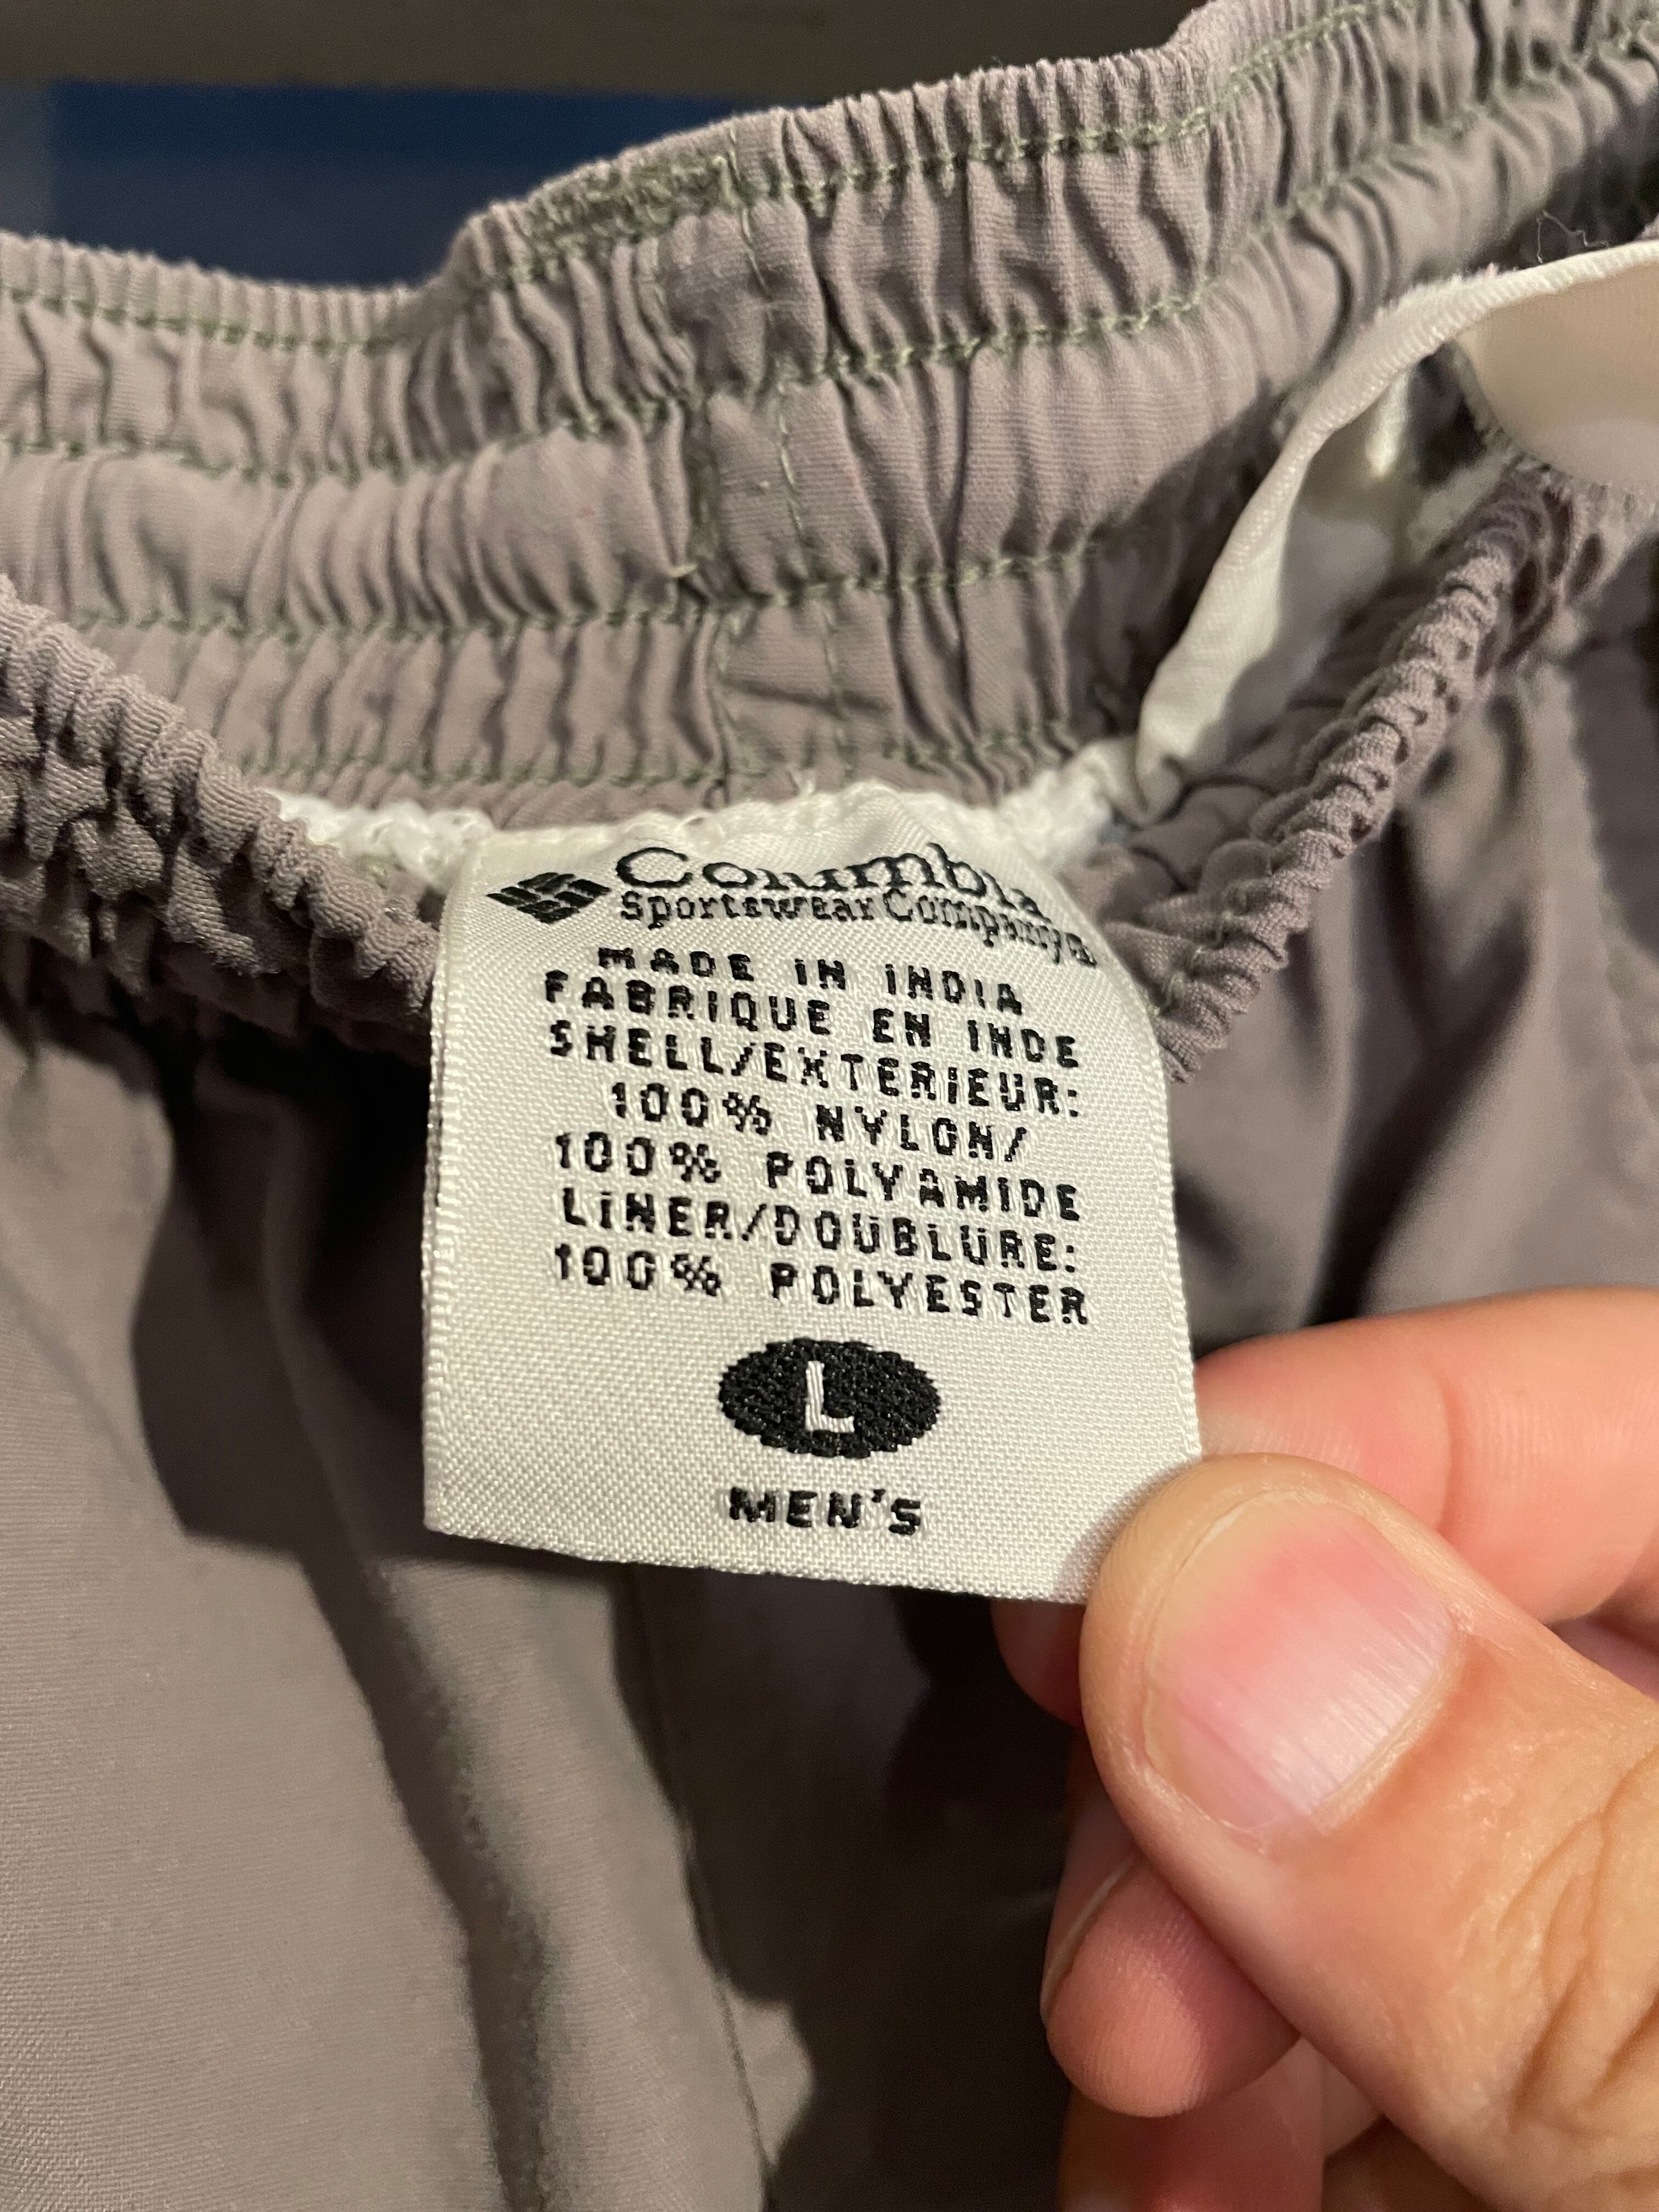 Columbia
Sportswear Company®
MADE IN INDIA
FABRIQUE EN INDE
SHELL/EXTERIEUR:
100% NYLON/
100% POLYAMIDE
LINER/DOUBLURE:
100% POLYESTER
L
MEN'S